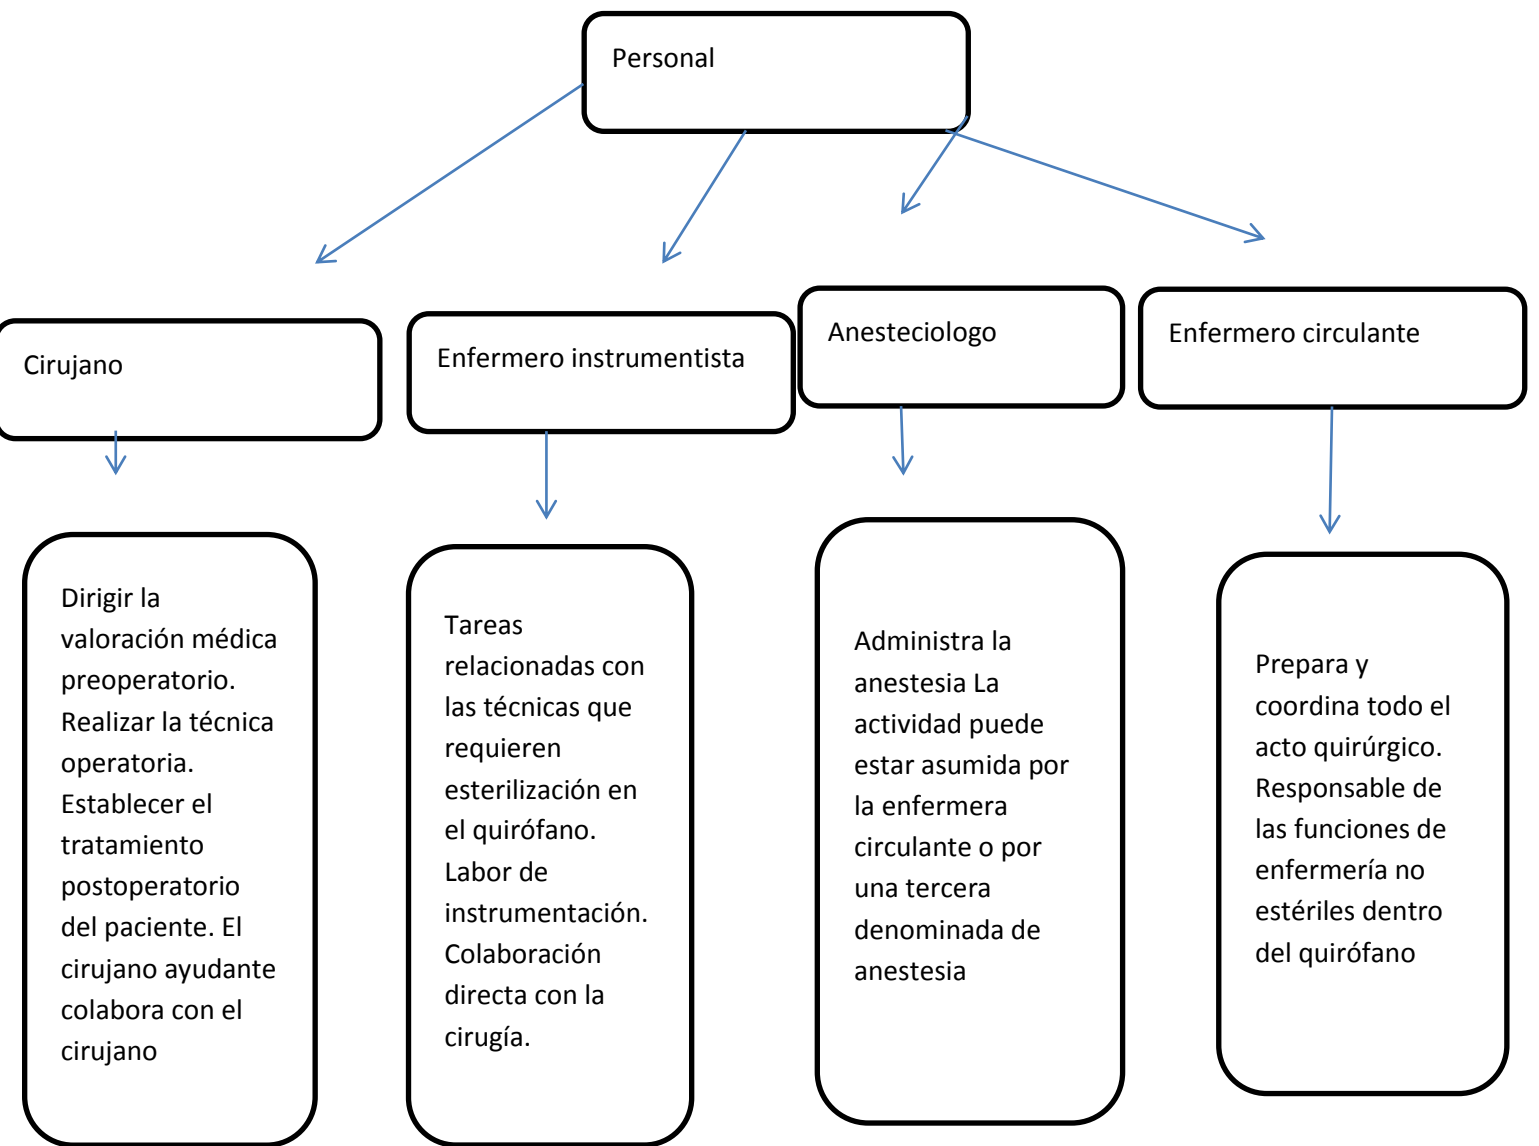 Personal
Cirujano
Enfermero instrumentista
Anesteciologo
Enfermero circulante
Dirigir la
valoración médica
preoperatorio.
Realizar la técnica
operatoria.
Establecer el
tratamiento
postoperatorio
del paciente. El
cirujano ayudante
colabora con el
cirujano
Tareas
relacionadas con
las técnicas que
requieren
esterilización en
el quirófano.
Labor de
instrumentación.
Colaboración
directa con la
cirugía.
Administra la
anestesia La
actividad puede
estar asumida por
la enfermera
circulante o por
una tercera
denominada de
anestesia
Prepara y
coordina todo el
acto quirúrgico.
Responsable de
las funciones de
enfermería no
estériles dentro
del quirófano